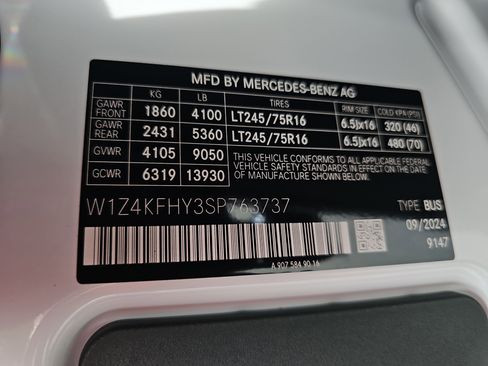 MFD BY MERCEDES-BENZ AG
KG LB TIRES RIM SIZE COLD KPA (PSI)
GAWR FRONT 1860 4100 LT245/75R16 6.5Jx16 320 (46)
GAWR REAR 2431 5360 LT245/75R16 6.5Jx16 480 (70)
GVWR 4105 9050 THIS VEHICLE CONFORMS TO ALL APPLICABLE FEDERAL
MOTOR VEHICLE SAFETY STANDARDS IN EFFECT ON THE
GCWR 6319 13930 DATE OF MANUFACTURE SHOWN ABOVE.
W1Z4KFHY3SP763737
TYPE BUS
09/2024
9147
A 907 584 90 16